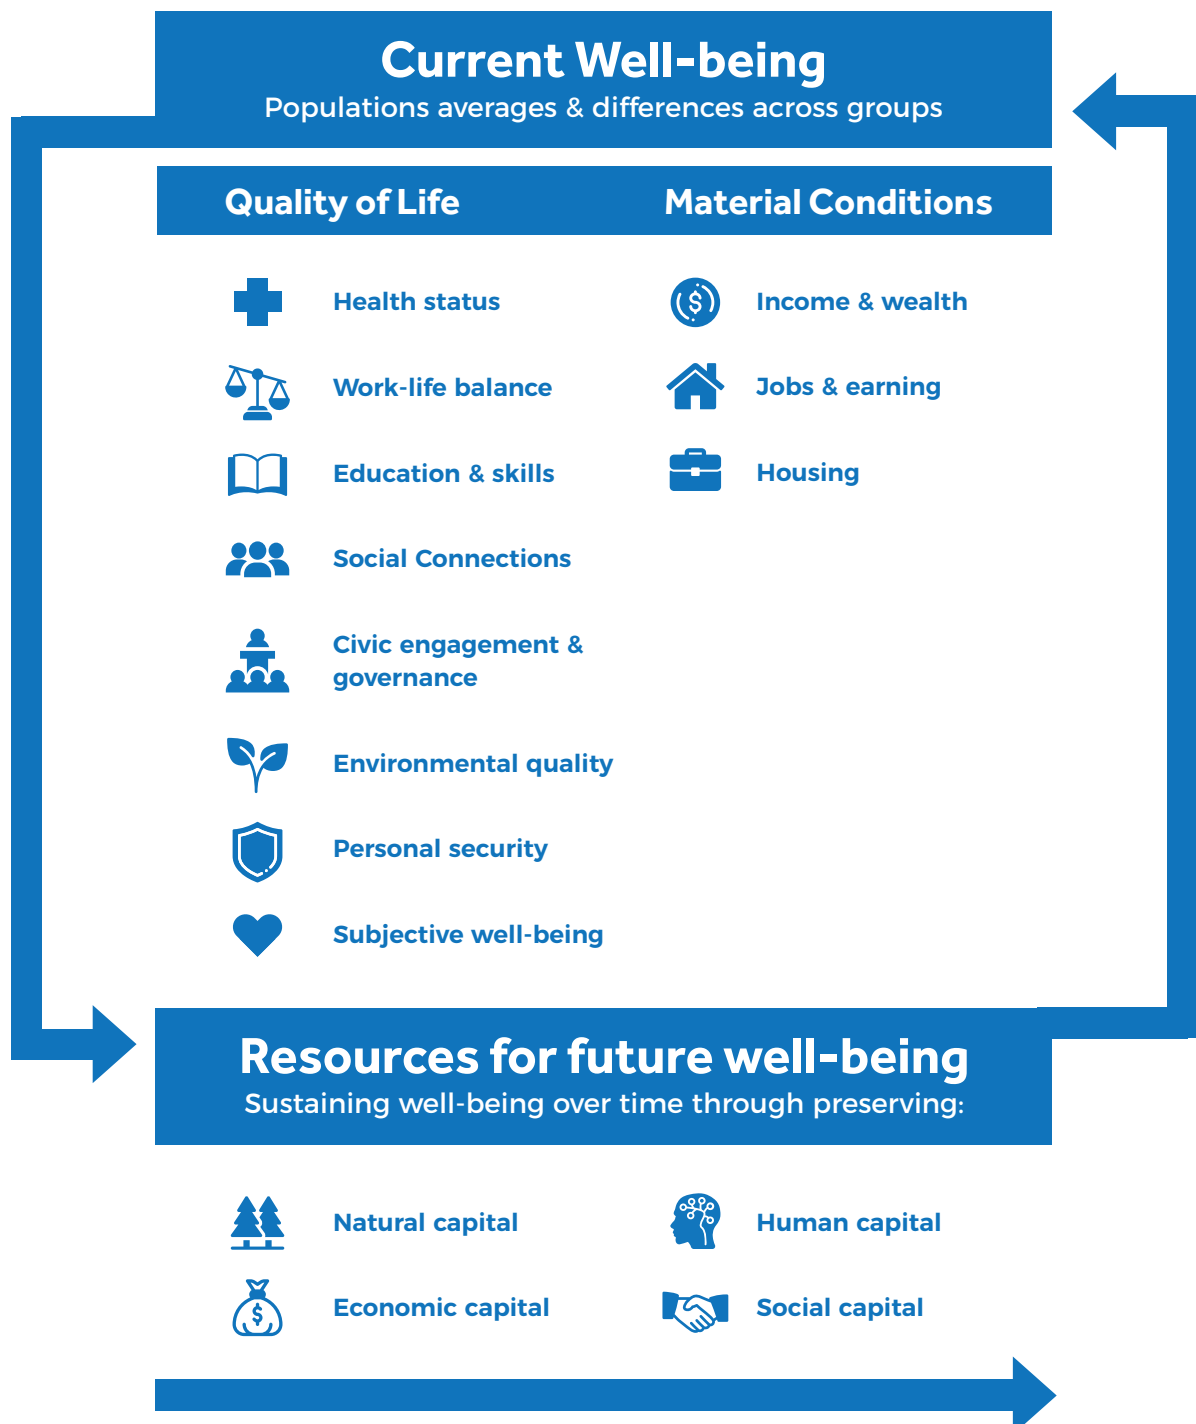 Current Well-being
Populations averages & differences across groups
Quality of Life
Material Conditions
Health status
Work-life balance
Education & skills
Social Connections
Civic engagement &
governance
Environmental quality
Personal security
Subjective well-being
Income & wealth
Jobs & earning
Housing
Resources for future well-being
Sustaining well-being over time through preserving:
Natural capital
Economic capital
Human capital
Social capital